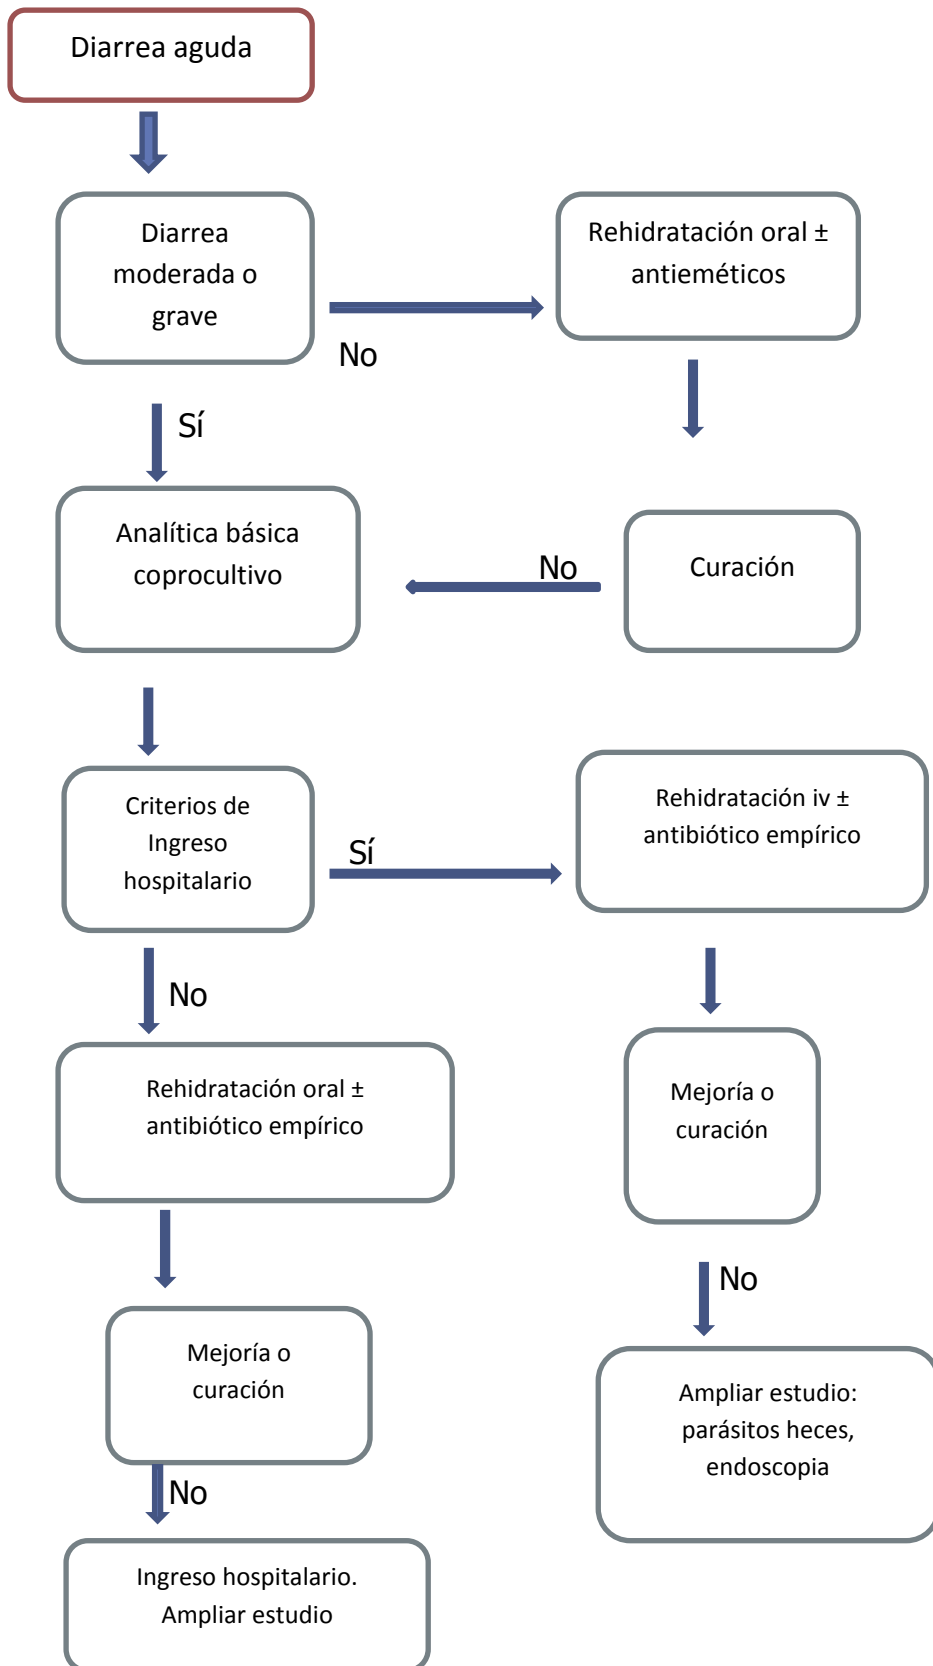 Diarrea aguda
Diarrea
moderada o
grave
Rehidratación oral ±
antieméticos
No
Sí
Analítica básica
coprocultivo
No
Curación
Criterios de
Ingreso
hospitalario
Sí
Rehidratación iv ±
antibiótico empírico
No
Rehidratación oral ±
antibiótico empírico
Mejoría o
curación
No
Mejoría o
curación
Ampliar estudio:
parásitos heces,
endoscopia
No
Ingreso hospitalario.
Ampliar estudio